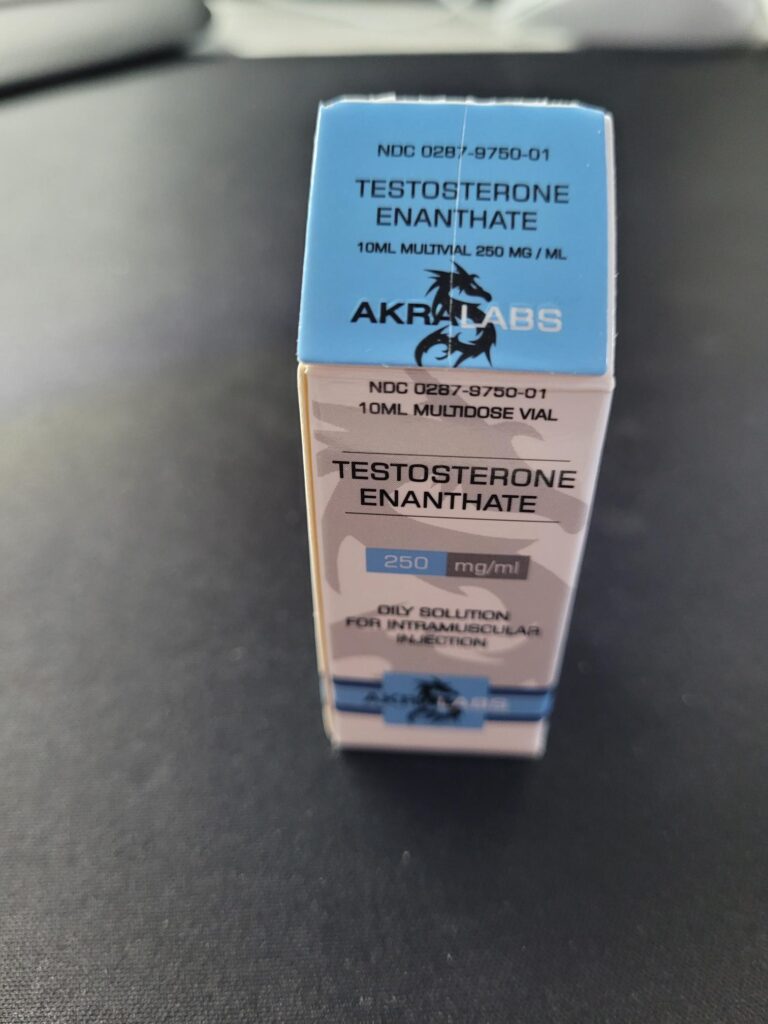 NDC 0287-9750-01
TESTOSTERONE
ENANTHATE
10ML MULTIVIAL 250 MG / ML
AKRALABS
NDC 0287-9750-01
10ML MULTIDOSE VIAL
TESTOSTERONE
ENANTHATE
250 mg/ml
OILY SOLUTION
FOR INTRAMUSCULAR
INJECTION
AKRALABS